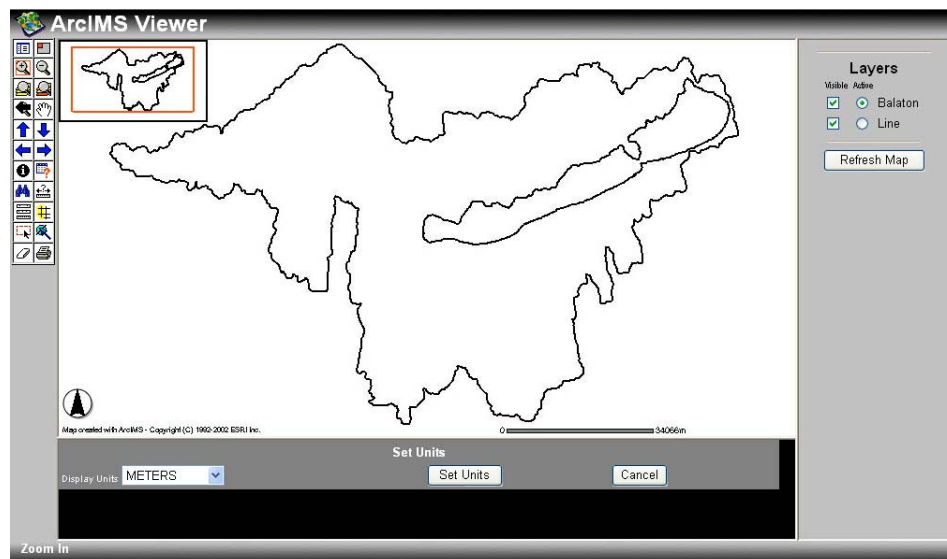 ArcIMS Viewer
Layers
Visible Active
Balaton
Line
Refresh Map
Map created with ArcIMS - Copyright (C) 1992-2002 ESRI Inc.
0 34066m
Set Units
Display Units METERS
Set Units
Cancel
Zoom In